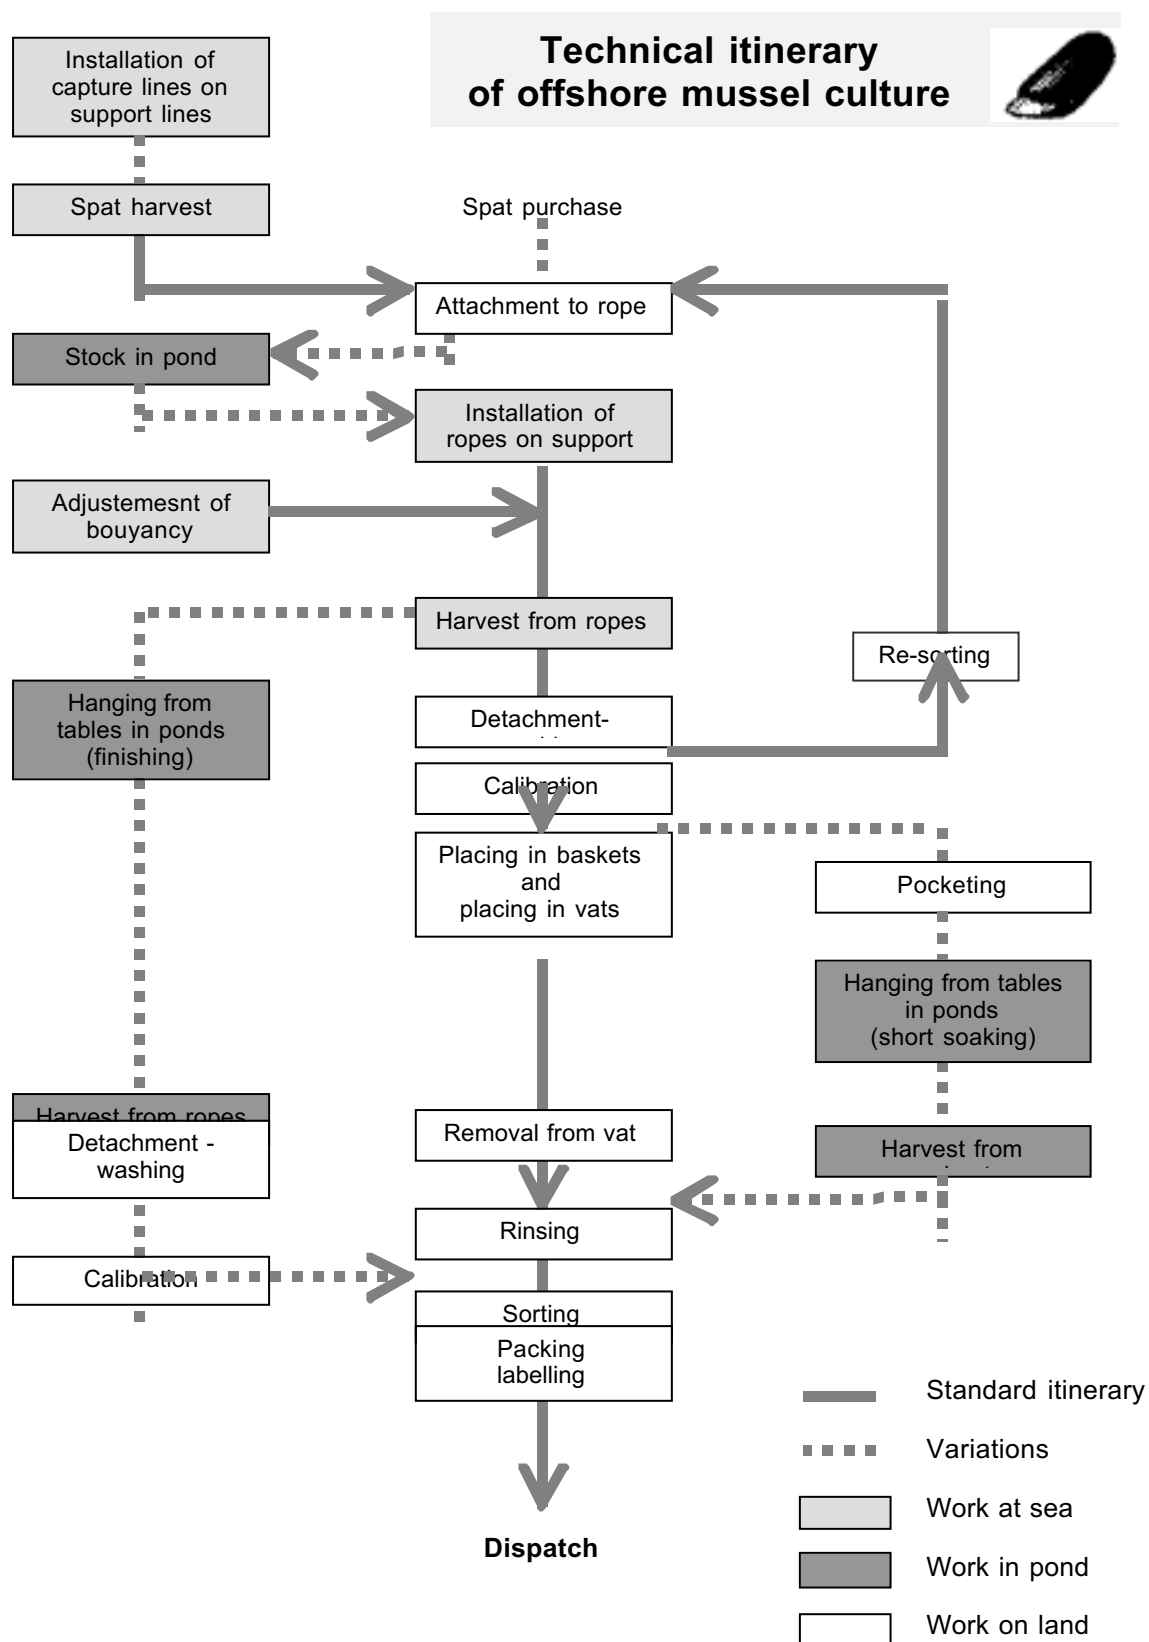 Technical itinerary
of offshore mussel culture
Installation of
capture lines on
support lines
Spat harvest
Spat purchase
Attachment to rope
Stock in pond
Installation of
ropes on support
Adjustemesnt of
bouyancy
Harvest from ropes
Re-sorting
Hanging from
tables in ponds
(finishing)
Detachment-
Calibration
Placing in baskets
and
placing in vats
Pocketing
Hanging from tables
in ponds
(short soaking)
Harvest from ropes
Detachment -
washing
Removal from vat
Harvest from
Rinsing
Calibration
Sorting
Packing
labelling
Standard itinerary
Variations
Work at sea
Dispatch
Work in pond
Work on land